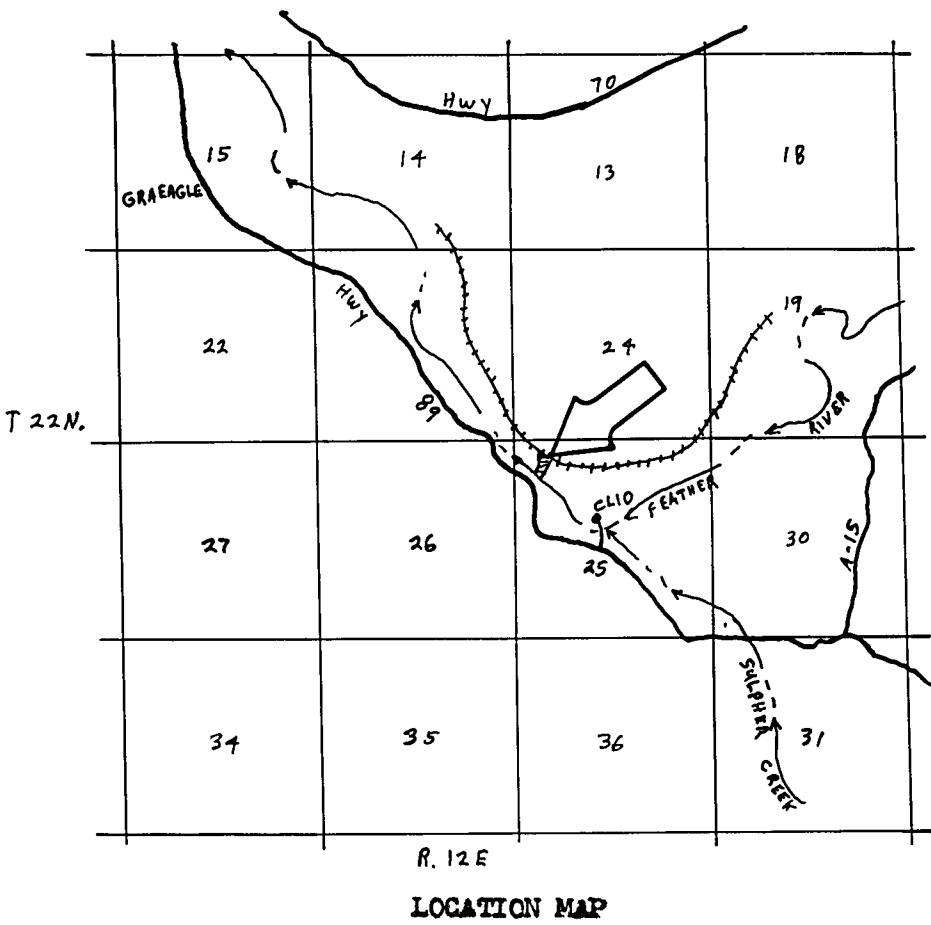 70
HWY
15
14
13
18
GRAEAGLE
HWY
19
22
24
89
T 22N.
RIVER
CLIO
FEATHER
27
26
25
30
A-15
SULPHER
CREEK
34
35
36
31
R. 12E
LOCATION MAP